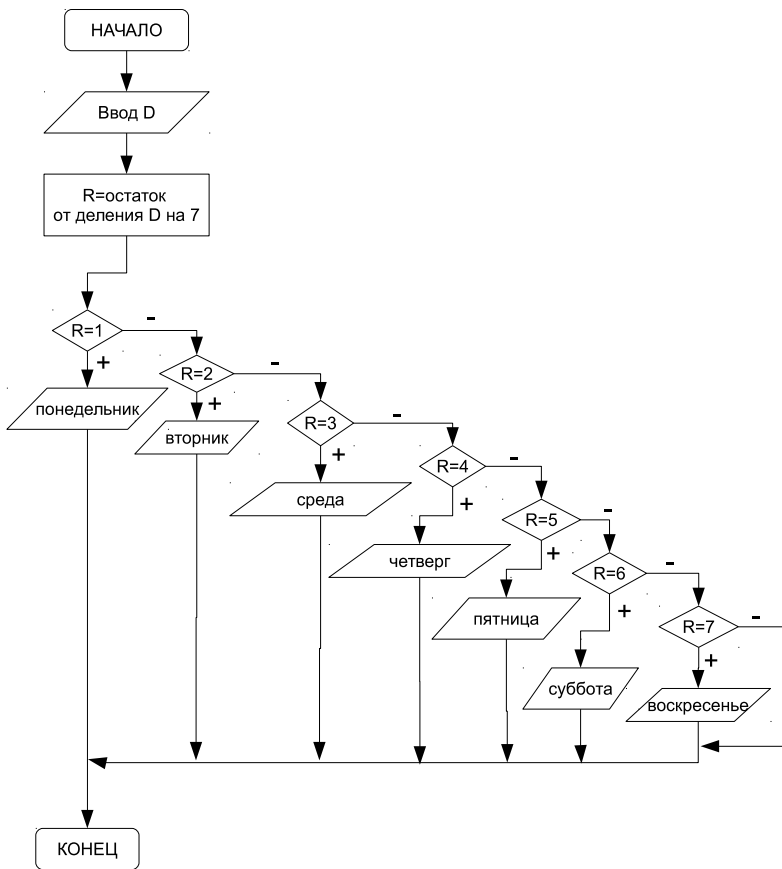 НАЧАЛО
Ввод D
R=остаток
от деления D на 7
R=1
-
+
понедельник
R=2
-
+
вторник
R=3
-
+
среда
R=4
-
+
четверг
R=5
-
+
пятница
R=6
-
+
суббота
R=7
-
+
воскресенье
КОНЕЦ